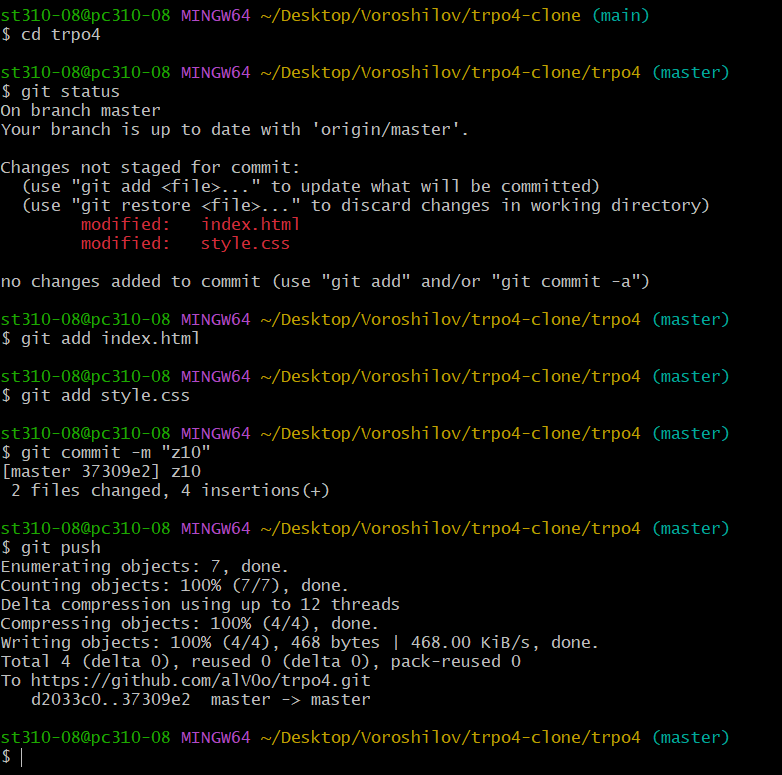 st310-08@pc310-08 MINGW64 ~/Desktop/Voroshilov/trpo4-clone (main)
$ cd trpo4
st310-08@pc310-08 MINGW64 ~/Desktop/Voroshilov/trpo4-clone/trpo4 (master)
$ git status
On branch master
Your branch is up to date with 'origin/master'.
Changes not staged for commit:
  (use "git add <file>..." to update what will be committed)
  (use "git restore <file>..." to discard changes in working directory)
        modified:   index.html
        modified:   style.css
no changes added to commit (use "git add" and/or "git commit -a")
st310-08@pc310-08 MINGW64 ~/Desktop/Voroshilov/trpo4-clone/trpo4 (master)
$ git add index.html
st310-08@pc310-08 MINGW64 ~/Desktop/Voroshilov/trpo4-clone/trpo4 (master)
$ git add style.css
st310-08@pc310-08 MINGW64 ~/Desktop/Voroshilov/trpo4-clone/trpo4 (master)
$ git commit -m "z10"
[master 37309e2] z10
 2 files changed, 4 insertions(+)
st310-08@pc310-08 MINGW64 ~/Desktop/Voroshilov/trpo4-clone/trpo4 (master)
$ git push
Enumerating objects: 7, done.
Counting objects: 100% (7/7), done.
Delta compression using up to 12 threads
Compressing objects: 100% (4/4), done.
Writing objects: 100% (4/4), 468 bytes | 468.00 KiB/s, done.
Total 4 (delta 0), reused 0 (delta 0), pack-reused 0
To https://github.com/alV0o/trpo4.git
   d2033c0..37309e2  master -> master
st310-08@pc310-08 MINGW64 ~/Desktop/Voroshilov/trpo4-clone/trpo4 (master)
$